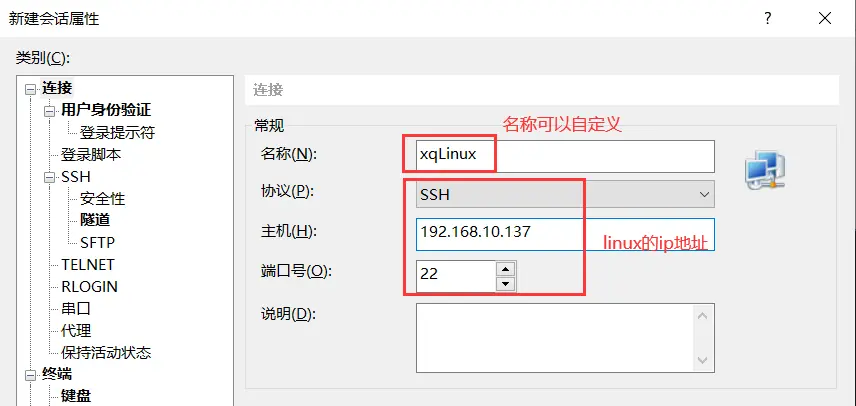 新建会话属性
?
类别(C):
连接
用户身份验证
登录提示符
登录脚本
SSH
安全性
隧道
SFTP
TELNET
RLOGIN
串口
代理
保持活动状态
终端
键盘
连接
常规
名称可以自定义
名称(N):
xqLinux
协议(P):
SSH
主机(H):
192.168.10.137
linux的ip地址
端口号(O):
22
说明(D):